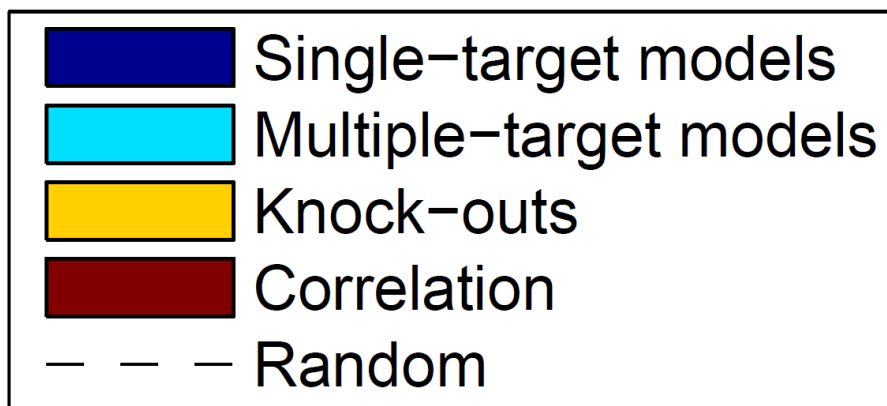 Single−target models
Multiple−target models
Knock−outs
Correlation
Random